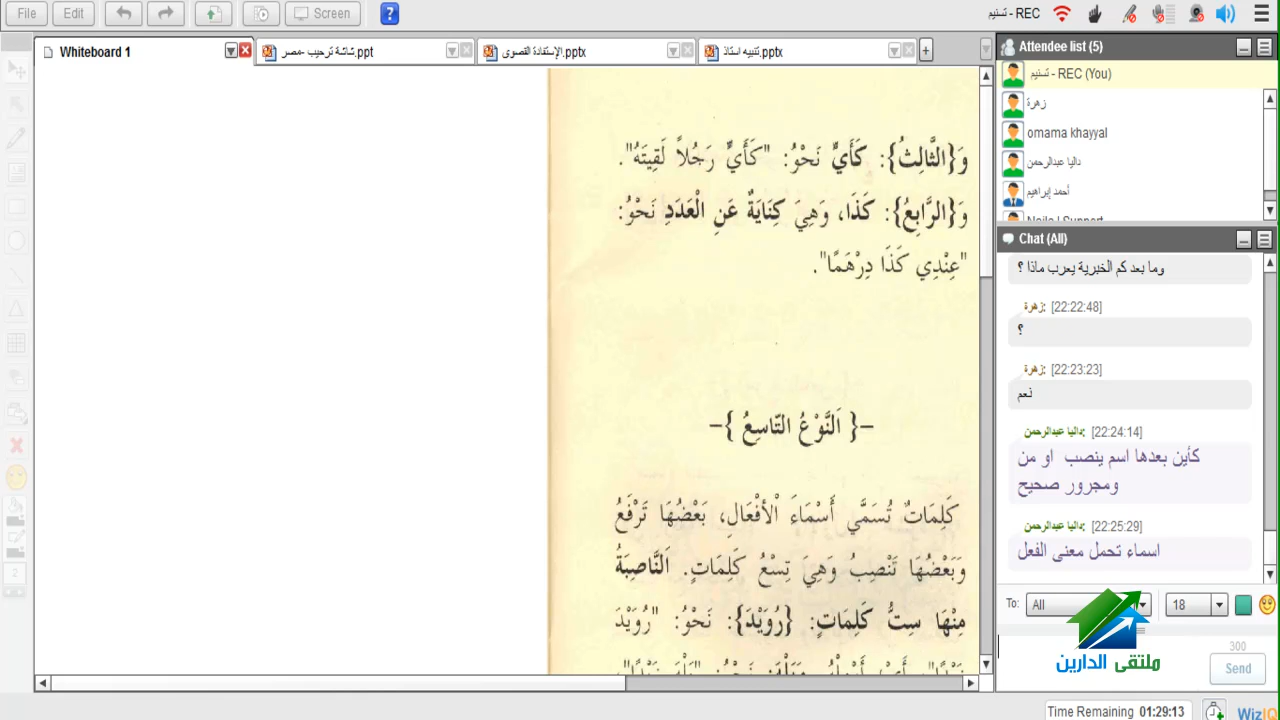 File
Edit
Screen
?
تسنيم - REC
Whiteboard 1
شاشة ترحيب -مصر.ppt
الإستفادة القصوى.pptx
تنبيه استاذ.pptx
وَ{الثَّالِثُ}: كَأَيٍّ نَحْوُ: "كَأَيٍّ رَجُلاً لَقِيتَهُ".
وَ{الرَّابِعُ}: كَذَا، وَهِيَ كِنَايَةٌ عَنِ الْعَدَدِ نَحْوُ:
"عِنْدِي كَذَا دِرْهَمًا".
–{ اَلنَّوْعُ التَّاسِعُ }–
كَلِمَاتٌ تُسَمَّي أَسْمَاءَ الْأَفْعَالِ، بَعْضُهَا تَرْفَعُ
وَبَعْضُهَا تَنْصِبُ وَهِيَ تِسْعُ كَلِمَاتٍ. اَلنَّاصِبَةُ
مِنْهَا سِتُّ كَلِمَاتٍ: {رُوَيْدَ}: نَحْوُ: "رُوَيْدَ
Attendee list (5)
تسنيم - REC (You)
زهرة
omama khayyal
داليا عبدالرحمن
أحمد إبراهيم
Chat (All)
وما بعد كم الخبرية يعرب ماذا ؟
زهرة: [22:22:48]
؟
زهرة: [22:23:23]
نعم
داليا عبدالرحمن: [22:24:14]
كأين بعدها اسم ينصب او من
ومجرور صحيح
داليا عبدالرحمن: [22:25:29]
اسماء تحمل معنى الفعل
To: All 18
ملتقى الدارين
300
Send
Time Remaining 01:29:13
WizIQ
2